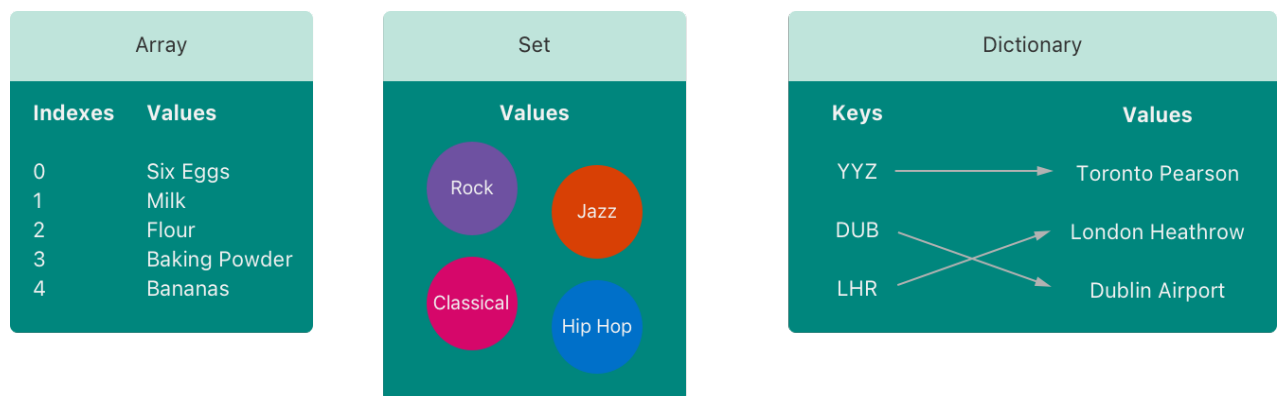 Array
Indexes Values
0 Six Eggs
1 Milk
2 Flour
3 Baking Powder
4 Bananas
Set
Values
Rock
Jazz
Classical
Hip Hop
Dictionary
Keys Values
YYZ Toronto Pearson
DUB London Heathrow
LHR Dublin Airport